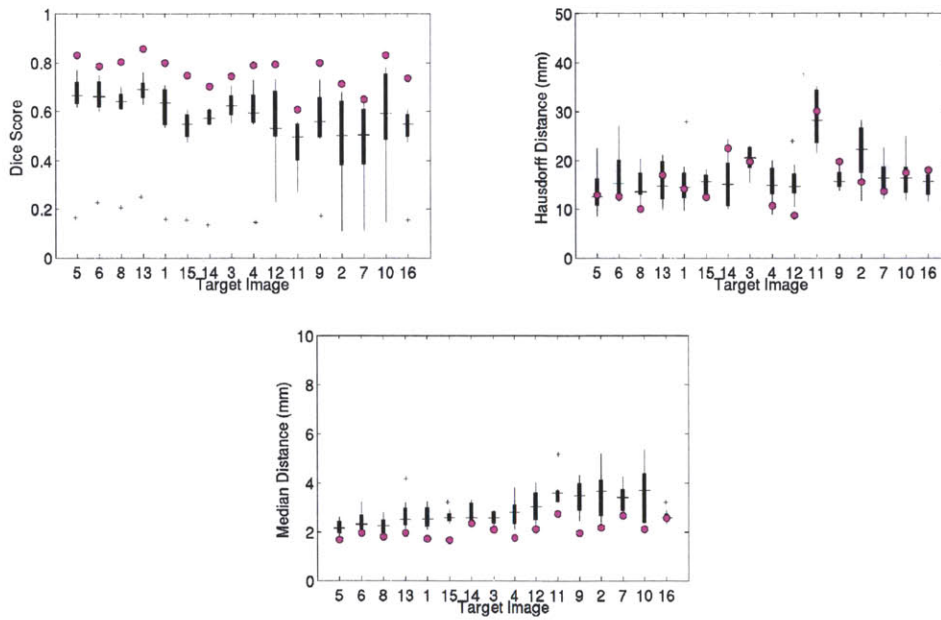 1
0.8
0.6
0.4
0.2
0
Dice Score
5 6 8 13 1 15 14 3 4 12 11 9 2 7 10 16
Target Image
50
40
30
20
10
0
Hausdorff Distance (mm)
5 6 8 13 1 15 14 3 4 12 11 9 2 7 10 16
Target Image
10
8
6
4
2
0
Median Distance (mm)
5 6 8 13 1 15 14 3 4 12 11 9 2 7 10 16
Target Image